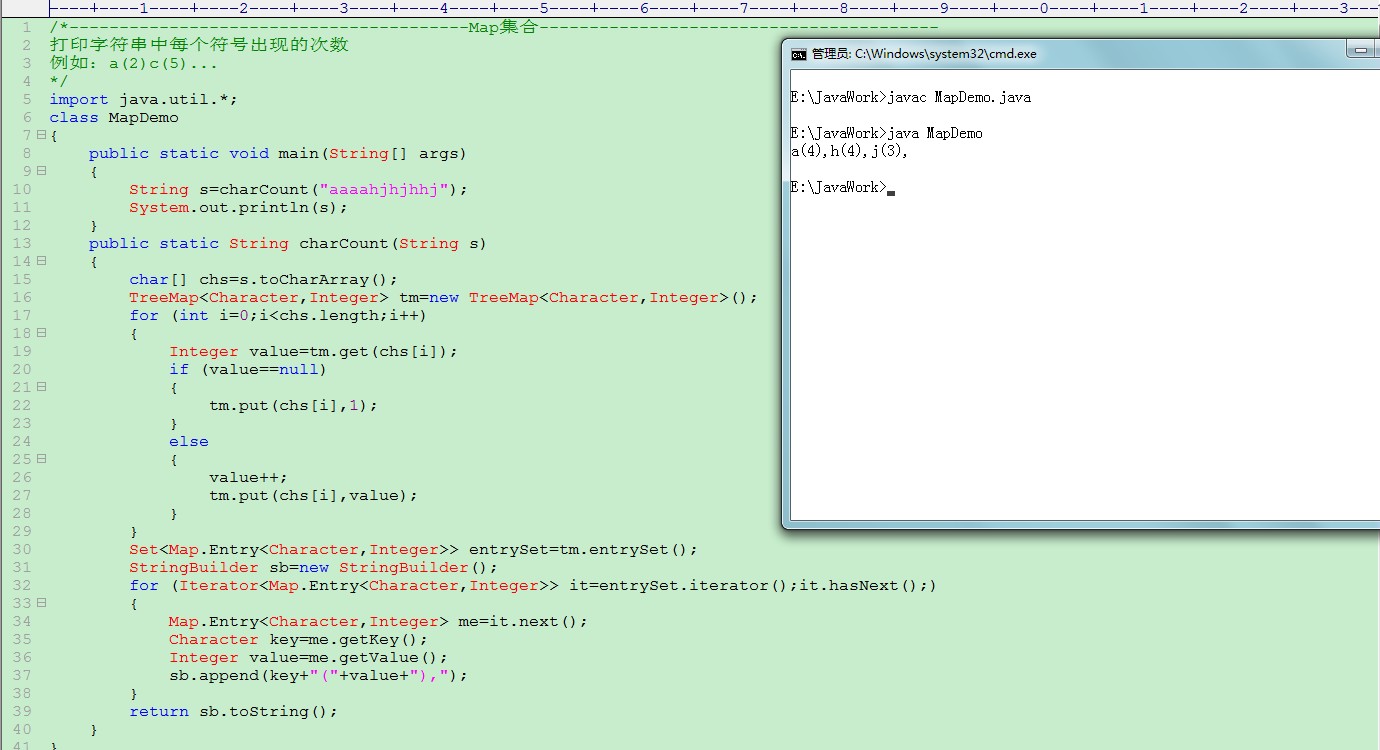 ----+----1----+----2----+----3----+----4----+----5----+----6----+----7----+----8----+----9----+----0----+----1----+----2----+----3--
1 /*----------------------------------------Map集合----------------------------------------
2 打印字符串中每个符号出现的次数
3 例如：a(2)c(5)...
4 */
5 import java.util.*;
6 class MapDemo
7 {
8 public static void main(String[] args)
9 {
10 String s=charCount("aaaahjhjhhj");
11 System.out.println(s);
12 }
13 public static String charCount(String s)
14 {
15 char[] chs=s.toCharArray();
16 TreeMap<Character,Integer> tm=new TreeMap<Character,Integer>();
17 for (int i=0;i<chs.length;i++)
18 {
19 Integer value=tm.get(chs[i]);
20 if (value==null)
21 {
22 tm.put(chs[i],1);
23 }
24 else
25 {
26 value++;
27 tm.put(chs[i],value);
28 }
29 }
30 Set<Map.Entry<Character,Integer>> entrySet=tm.entrySet();
31 StringBuilder sb=new StringBuilder();
32 for (Iterator<Map.Entry<Character,Integer>> it=entrySet.iterator();it.hasNext();)
33 {
34 Map.Entry<Character,Integer> me=it.next();
35 Character key=me.getKey();
36 Integer value=me.getValue();
37 sb.append(key+"("+value+"),");
38 }
39 return sb.toString();
40 }
41 }
管理员: C:\Windows\system32\cmd.exe
E:\JavaWork>javac MapDemo.java
E:\JavaWork>java MapDemo
a(4),h(4),j(3),
E:\JavaWork>